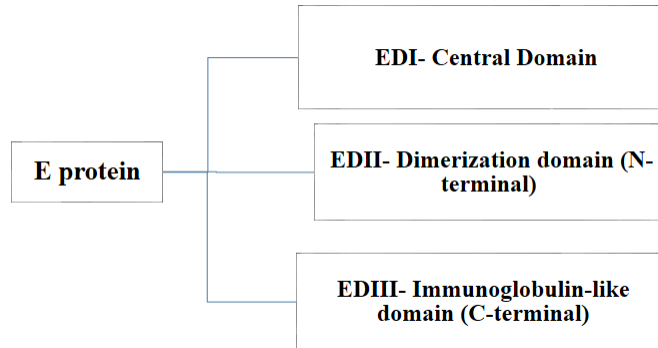 EDI- Central Domain
E protein
EDII- Dimerization domain (N-
terminal)
EDIII- Immunoglobulin-like
domain (C-terminal)